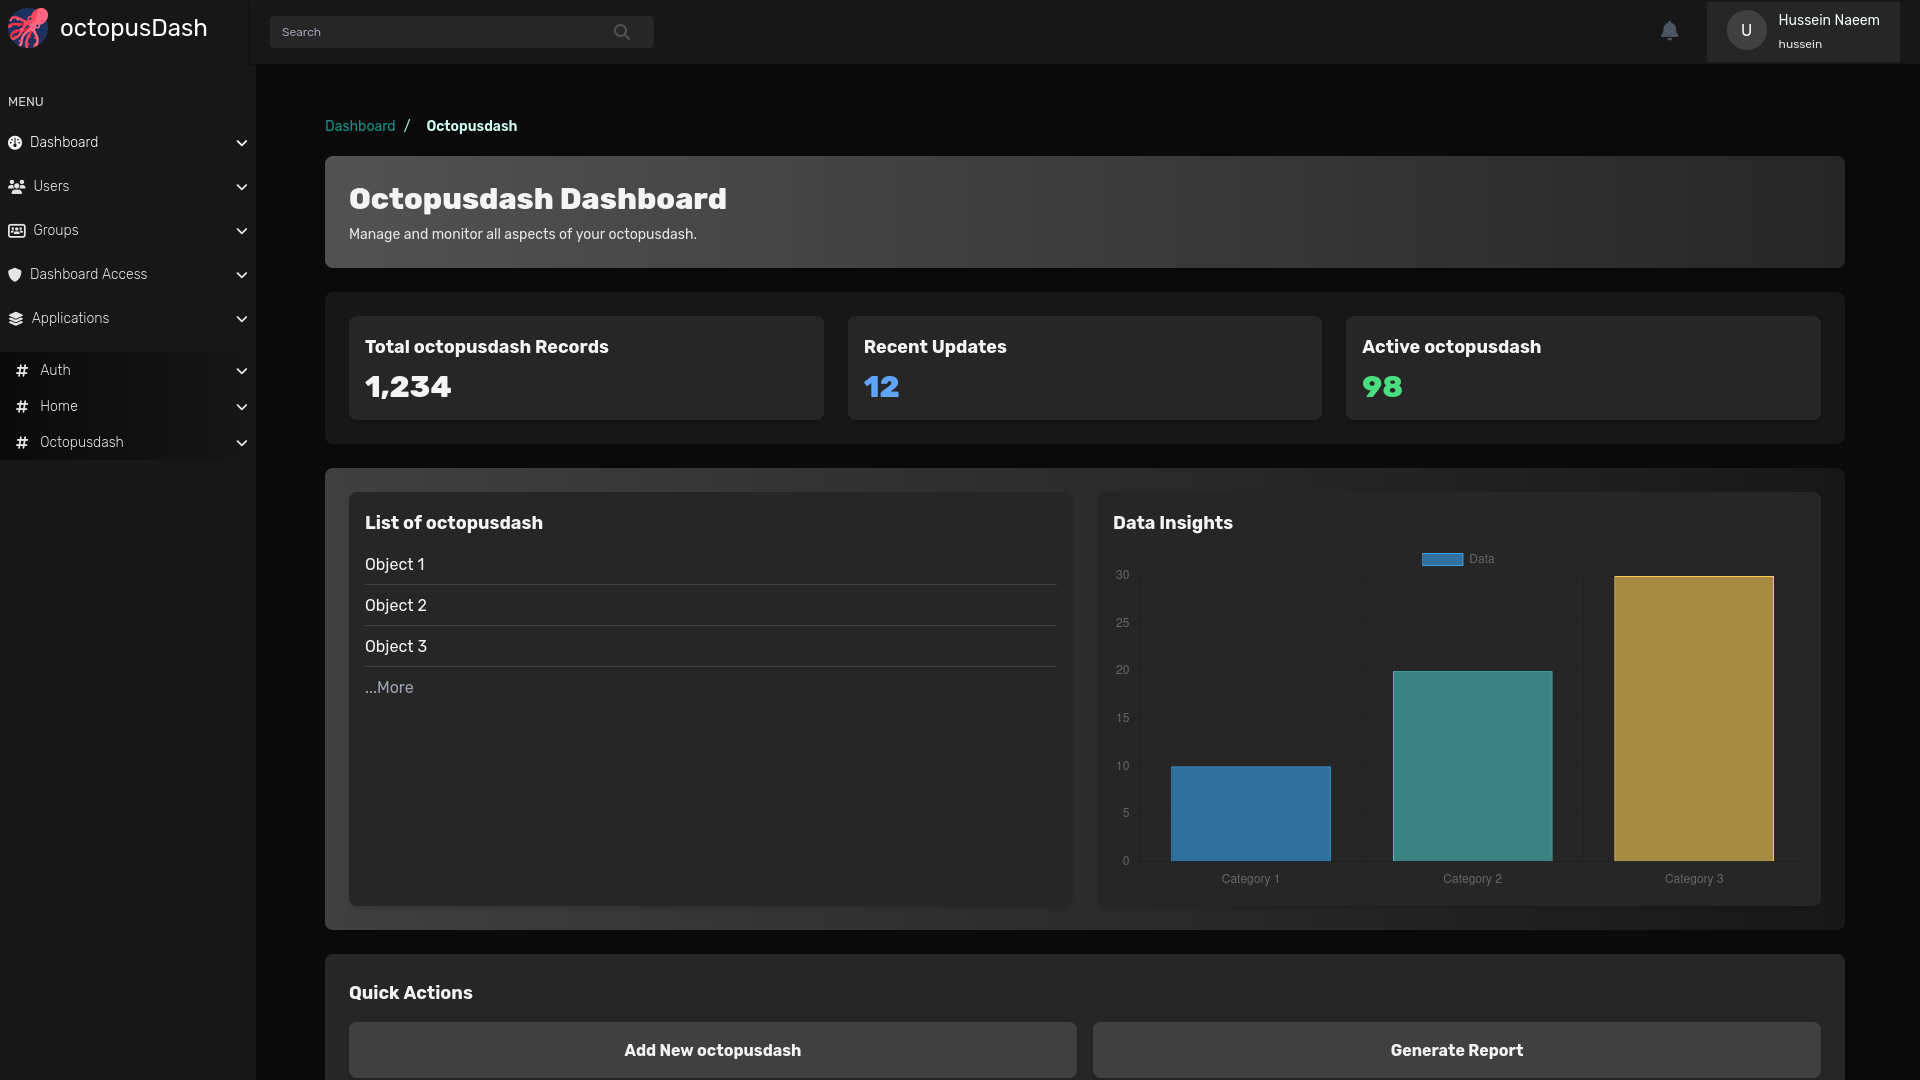 octopusDash
Search
U
Hussein Naeem
hussein
MENU
Dashboard
Users
Groups
Dashboard Access
Applications
# Auth
# Home
# Octopusdash
Dashboard / Octopusdash
Octopusdash Dashboard
Manage and monitor all aspects of your octopusdash.
Total octopusdash Records
1,234
Recent Updates
12
Active octopusdash
98
List of octopusdash
Object 1
Object 2
Object 3
...More
Data Insights
Data
30
25
20
15
10
5
0
Category 1
Category 2
Category 3
Quick Actions
Add New octopusdash
Generate Report